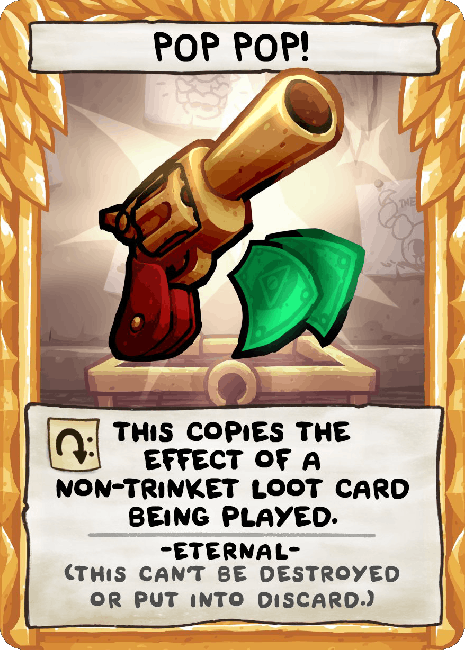 POP POP!
THIS COPIES THE
EFFECT OF A
NON-TRINKET LOOT CARD
BEING PLAYED.
-ETERNAL-
(THIS CAN'T BE DESTROYED
OR PUT INTO DISCARD.)